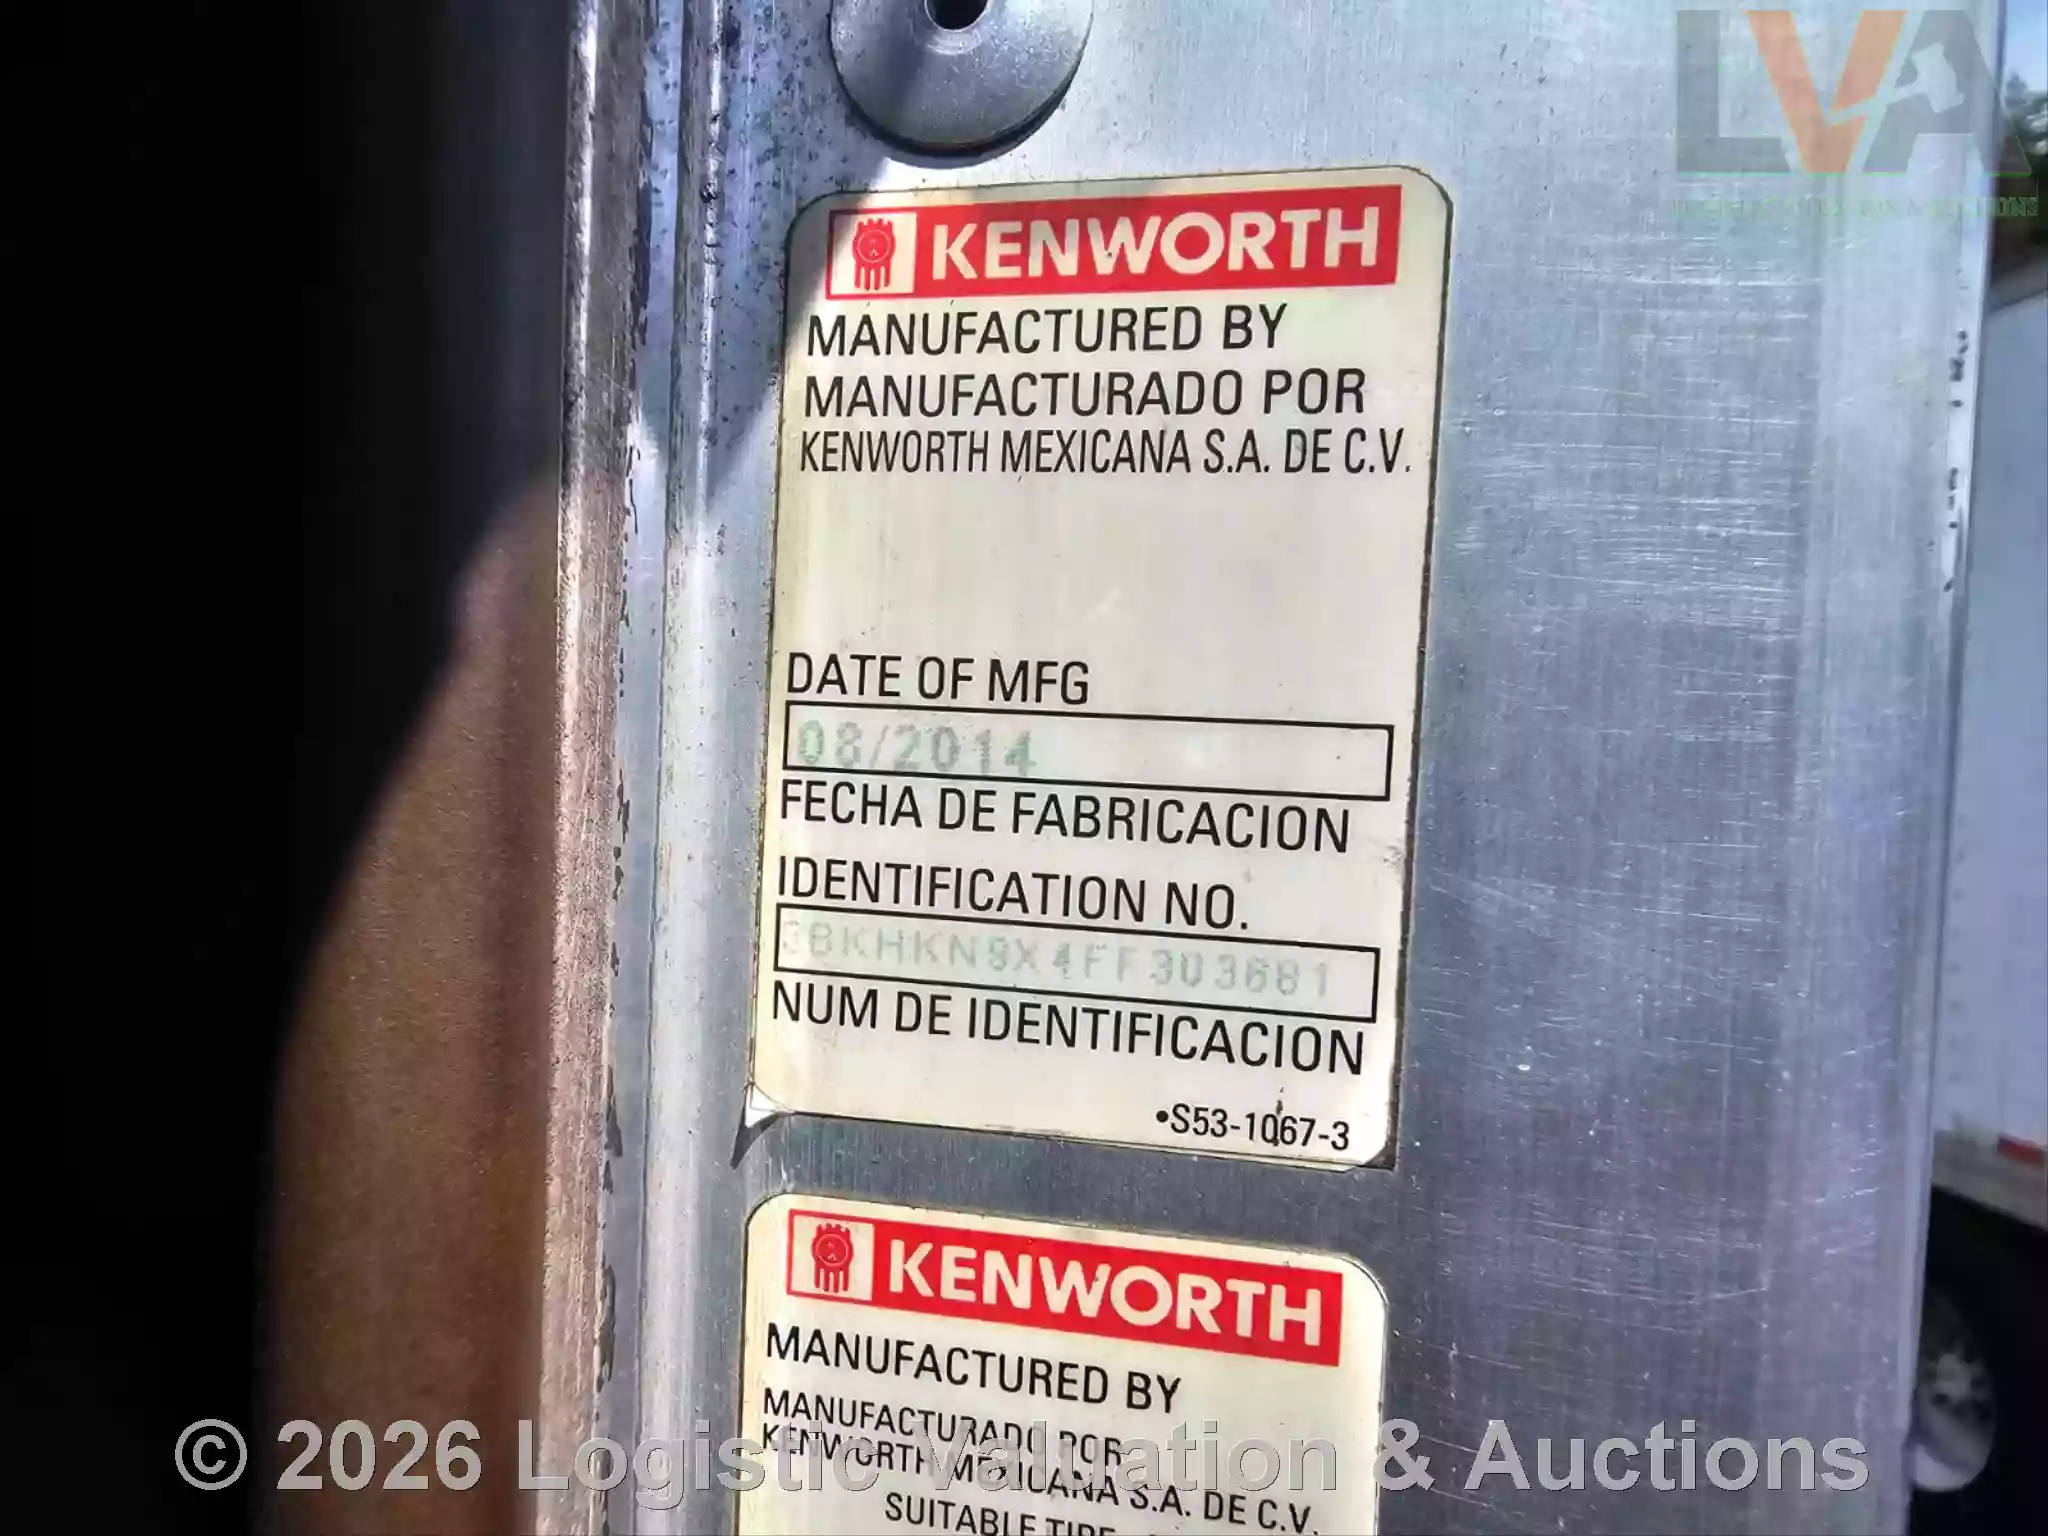 LVA
KENWORTH
MANUFACTURED BY
MANUFACTURADO POR
KENWORTH MEXICANA S.A. DE C.V.
DATE OF MFG
08/2014
FECHA DE FABRICACION
IDENTIFICATION NO.
3BKHKN9X4FF303681
NUM DE IDENTIFICACION
•S53-1067-3
KENWORTH
MANUFACTURED BY
MANUFACTURADO POR
KENWORTH MEXICANA S.A. DE C.V.
SUITABLE TIRE
© 2026 Logistic Valuation & Auctions